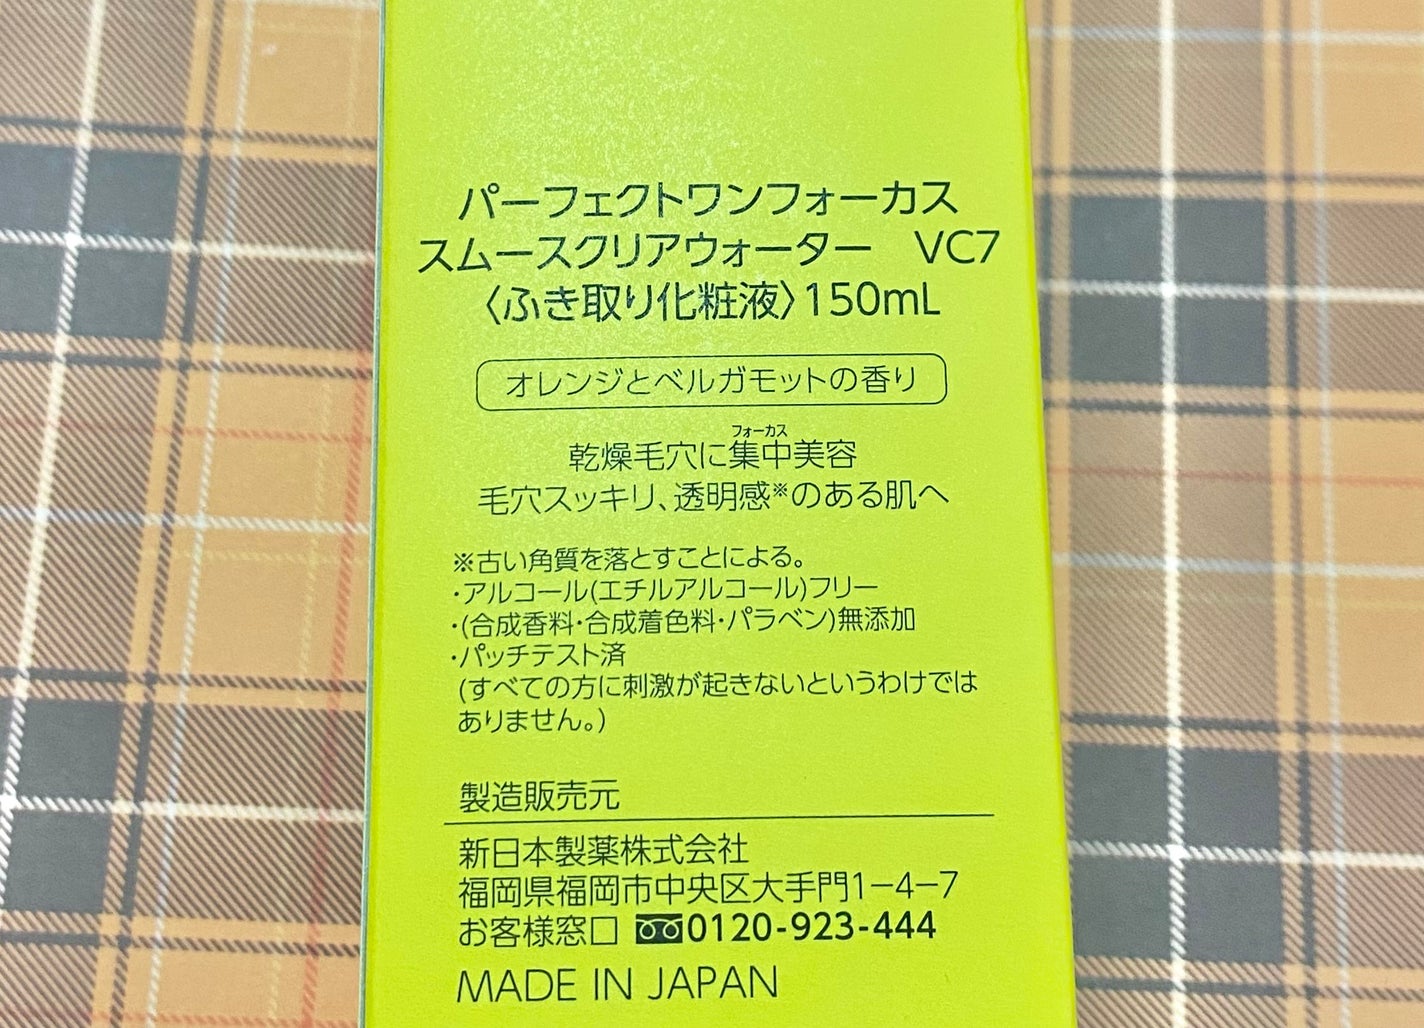 パーフェクトワンフォーカス
スムースクリアウォーター　VC7
〈ふき取り化粧液〉150mL
オレンジとベルガモットの香り
フォーカス
乾燥毛穴に集中美容
毛穴スッキリ、透明感※のある肌へ
※古い角質を落とすことによる。
・アルコール(エチルアルコール)フリー
・(合成香料・合成着色料・パラベン)無添加
・パッチテスト済
(すべての方に刺激が起きないというわけでは
ありません。)
製造販売元
新日本製薬株式会社
福岡県福岡市中央区大手門1−4−7
お客様窓口 0120-923-444
MADE IN JAPAN